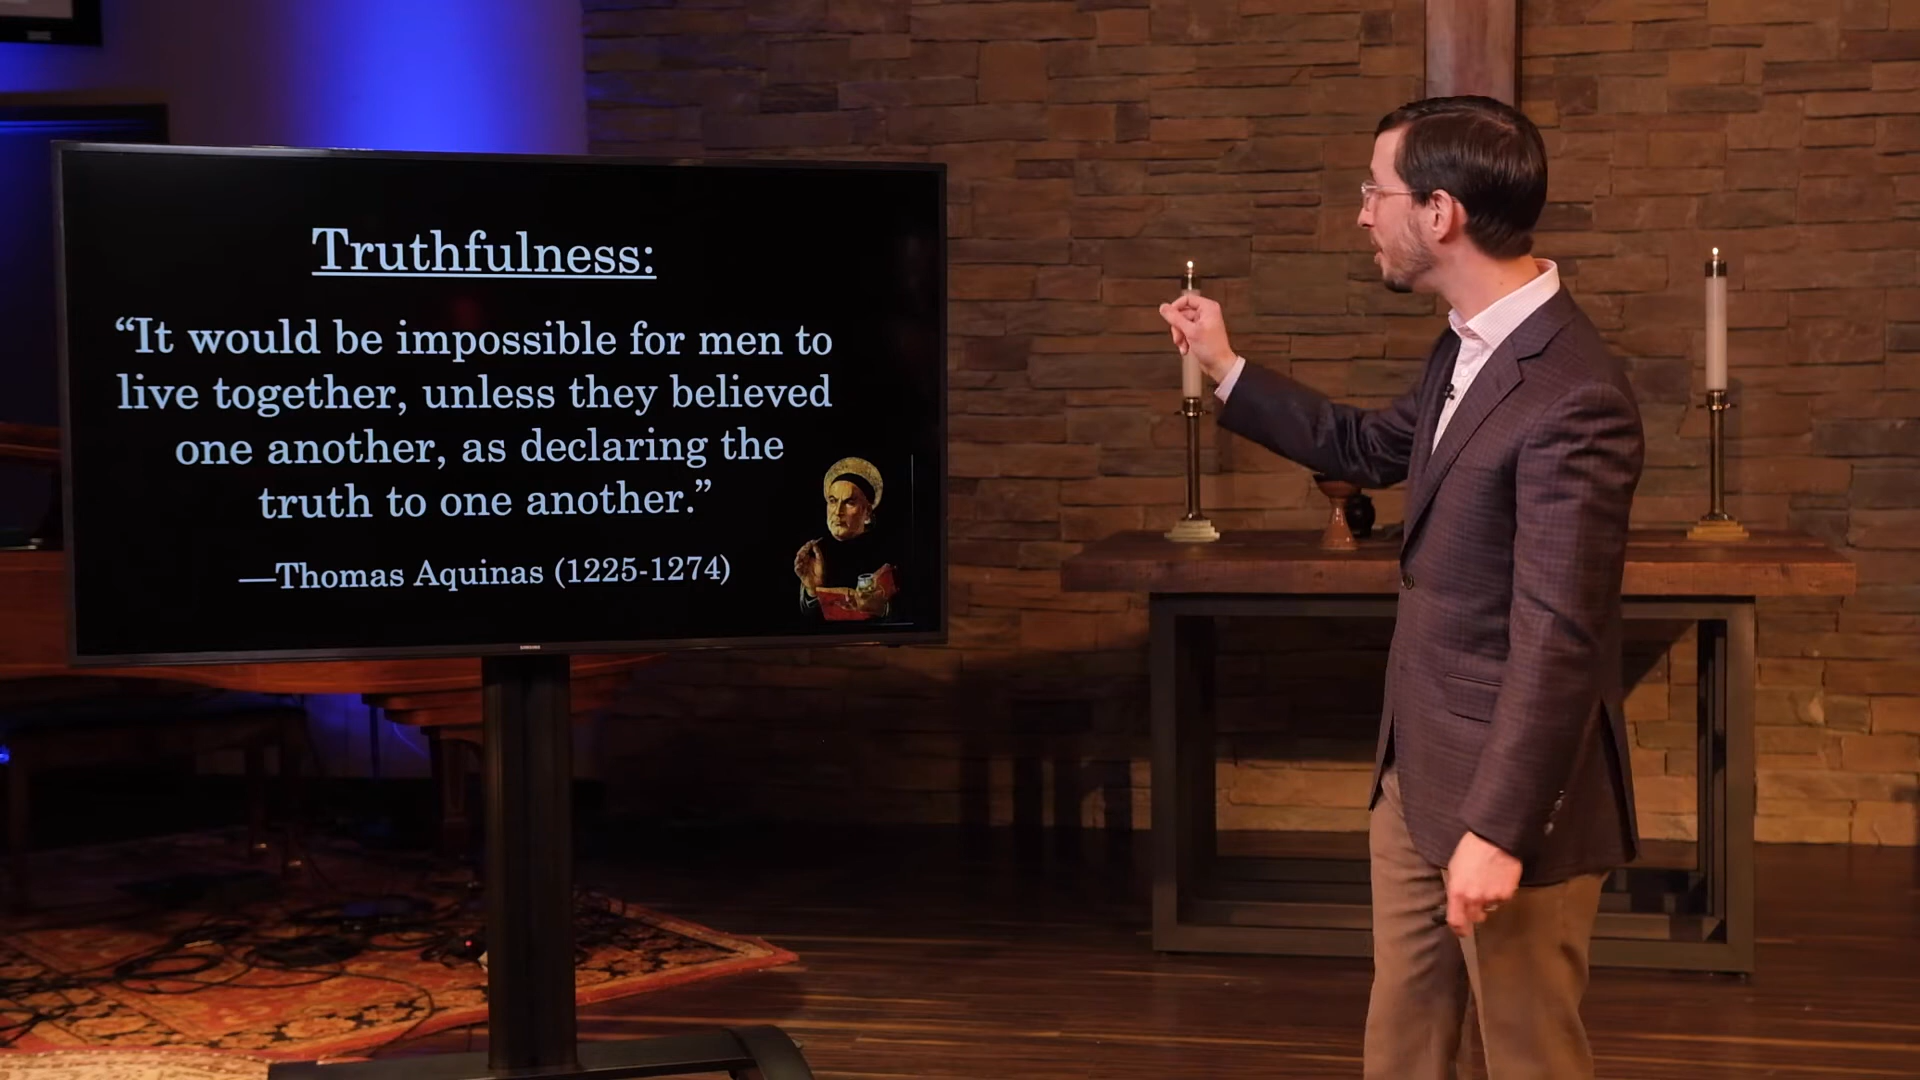 Truthfulness:
“It would be impossible for men to
live together, unless they believed
one another, as declaring the
truth to one another.”
—Thomas Aquinas (1225-1274)
SAMSUNG